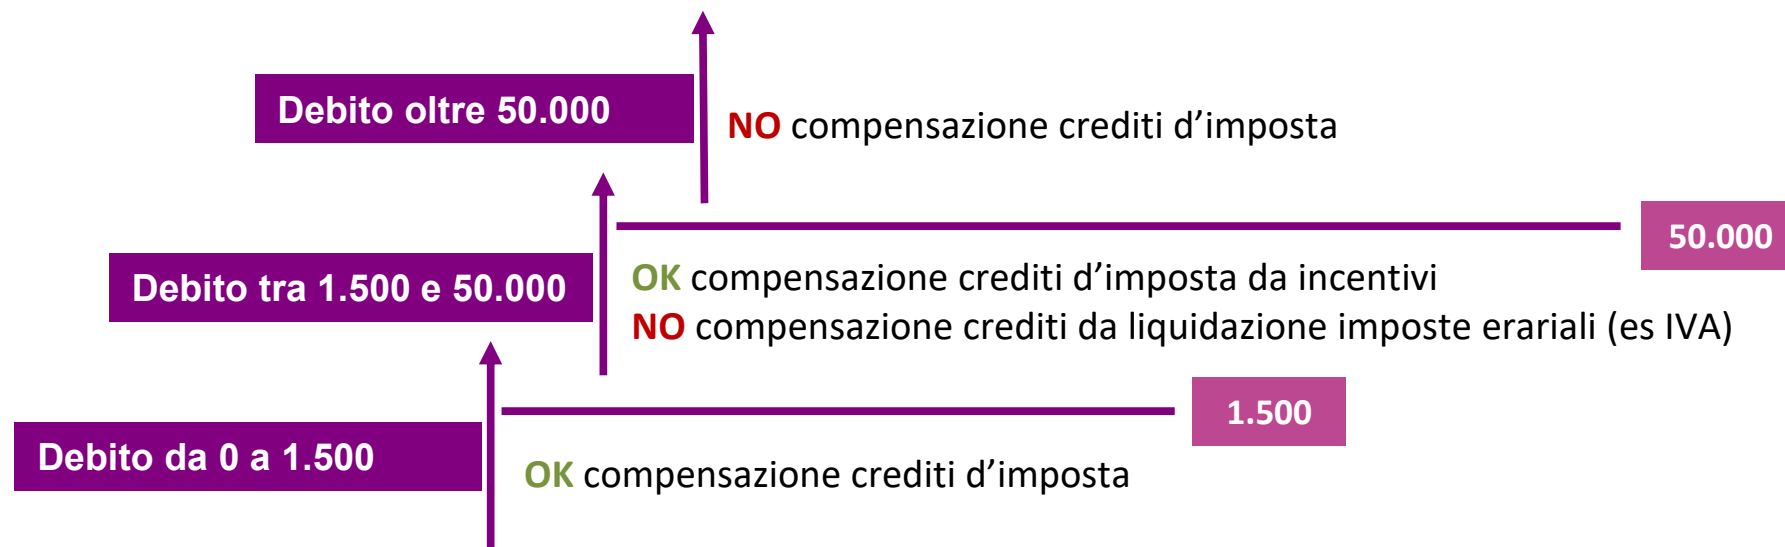 Debito oltre 50.000
NO compensazione crediti d’imposta
50.000
Debito tra 1.500 e 50.000
OK compensazione crediti d’imposta da incentivi
NO compensazione crediti da liquidazione imposte erariali (es IVA)
1.500
Debito da 0 a 1.500
OK compensazione crediti d’imposta